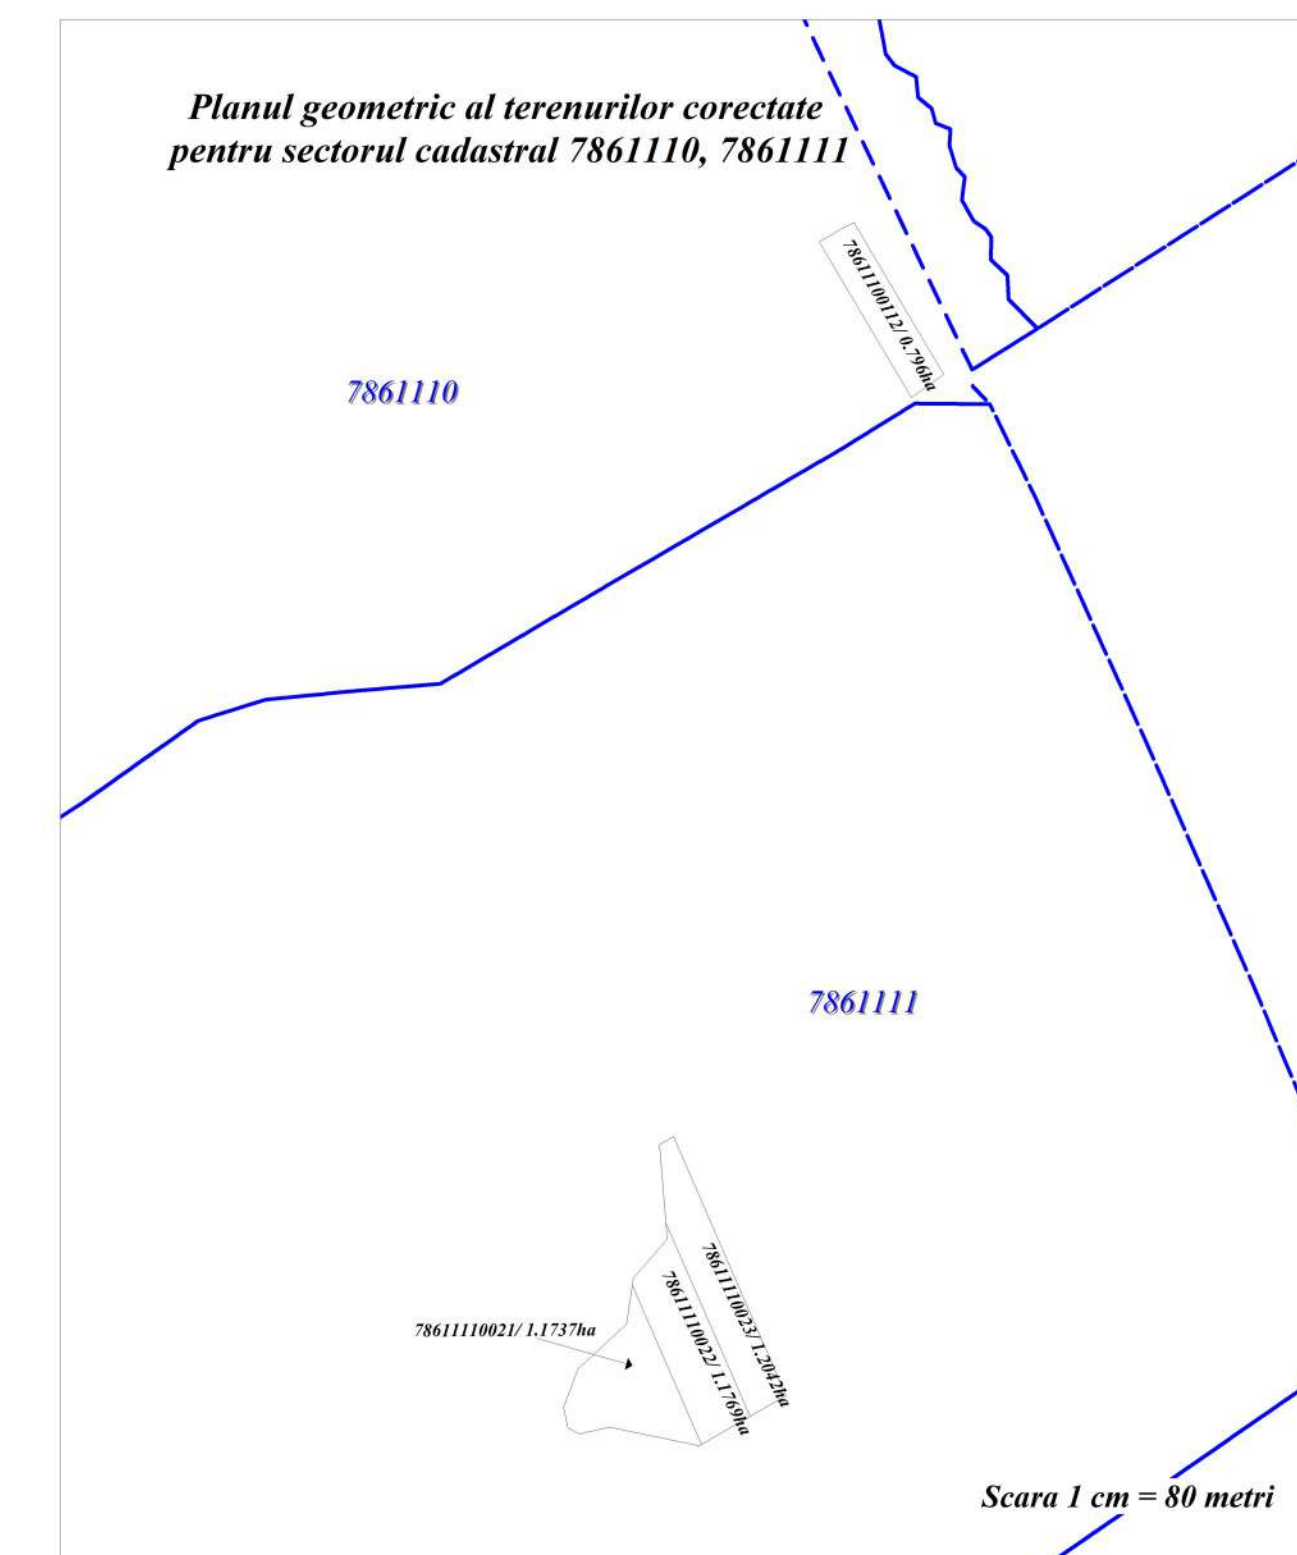 Planul geometric al terenurilor corectate
pentru sectorul cadastral 7861110, 7861111
78611100112/ 0.796ha
7861110
7861111
78611110023/ 1.2042ha
78611110022/ 1.1769ha
78611110021/ 1.1737ha
Scara 1 cm = 80 metri